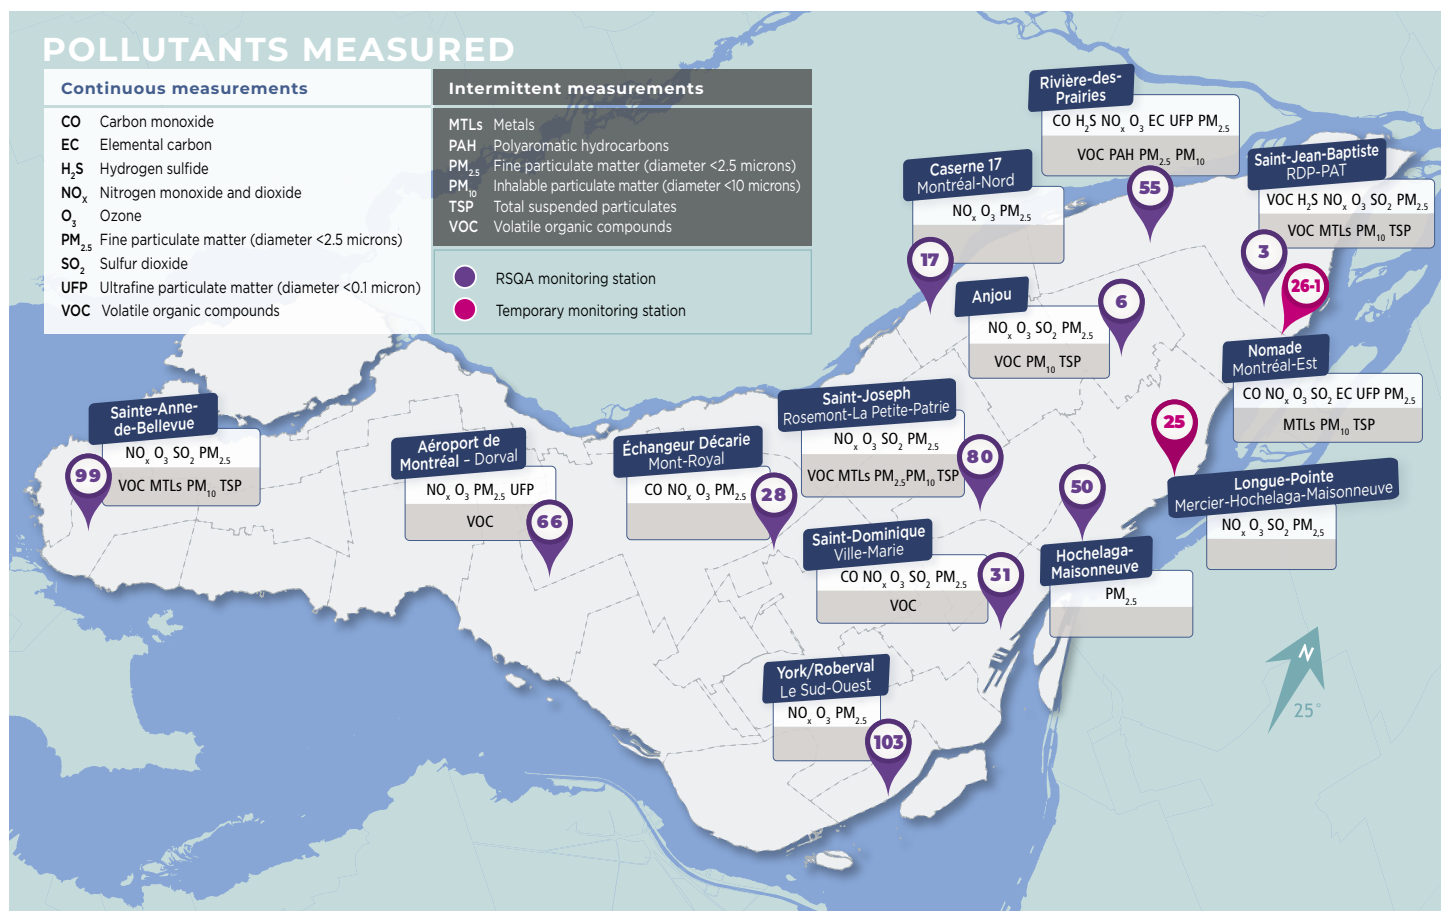 POLLUTANTS MEASURED
Continuous measurements
CO Carbon monoxide
EC Elemental carbon
H₂S Hydrogen sulfide
NOₓ Nitrogen monoxide and dioxide
O₃ Ozone
PM₂.₅ Fine particulate matter (diameter <2.5 microns)
SO₂ Sulfur dioxide
UFP Ultrafine particulate matter (diameter <0.1 micron)
VOC Volatile organic compounds
Intermittent measurements
MTLs Metals
PAH Polyaromatic hydrocarbons
PM₂.₅ Fine particulate matter (diameter <2.5 microns)
PM₁₀ Inhalable particulate matter (diameter <10 microns)
TSP Total suspended particulates
VOC Volatile organic compounds
RSQA monitoring station
Temporary monitoring station
Rivière-des-
Prairies
CO H₂S NOₓ O₃ EC UFP PM₂.₅
VOC PAH PM₂.₅ PM₁₀
55
Caserne 17
Montréal-Nord
NOₓ O₃ PM₂.₅
17
Saint-Jean-Baptiste
RDP-PAT
VOC H₂S NOₓ O₃ SO₂ PM₂.₅
VOC MTLs PM₁₀ TSP
3
26-1
Anjou
NOₓ O₃ SO₂ PM₂.₅
VOC PM₁₀ TSP
6
Nomade
Montréal-Est
CO NOₓ O₃ SO₂ EC UFP PM₂.₅
MTLs PM₁₀ TSP
Sainte-Anne-
de-Bellevue
NOₓ O₃ SO₂ PM₂.₅
VOC MTLs PM₁₀ TSP
99
Aéroport de
Montréal – Dorval
NOₓ O₃ PM₂.₅ UFP
VOC
66
Échangeur Décarie
Mont-Royal
CO NOₓ O₃ PM₂.₅
28
Saint-Joseph
Rosemont-La Petite-Patrie
NOₓ O₃ SO₂ PM₂.₅
VOC MTLs PM₂.₅PM₁₀ TSP
80
25
Longue-Pointe
Mercier-Hochelaga-Maisonneuve
NOₓ O₃ SO₂ PM₂,₅
50
Hochelaga-
Maisonneuve
PM₂.₅
Saint-Dominique
Ville-Marie
CO NOₓ O₃ SO₂ PM₂.₅
VOC
31
York/Roberval
Le Sud-Ouest
NOₓ O₃ PM₂.₅
103
N
25°